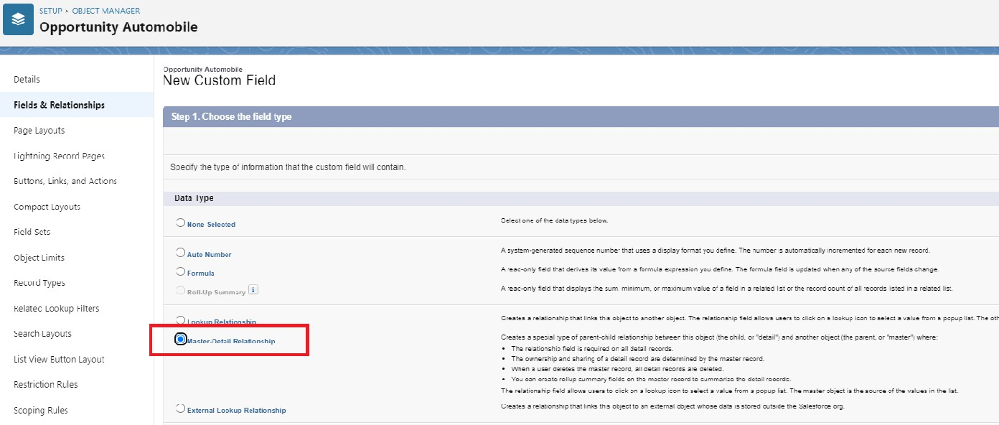 SETUP > OBJECT MANAGER
Opportunity Automobile
Details
Fields & Relationships
Page Layouts
Lightning Record Pages
Buttons, Links, and Actions
Compact Layouts
Field Sets
Object Limits
Record Types
Related Lookup Filters
Search Layouts
List View Button Layout
Restriction Rules
Scoping Rules
Opportunity Automobile
New Custom Field
Step 1. Choose the field type
Specify the type of information that the custom field will contain.
Data Type
None Selected Select one of the data types below.
Auto Number A system-generated sequence number that uses a display format you define. The number is automatically incremented for each new record.
Formula A read-only field that derives its value from a formula expression you define. The formula field is updated when any of the source fields change.
Roll-Up Summary i A read-only field that displays the sum, minimum, or maximum value of a field in a related list or the record count of all records listed in a related list.
Lookup Relationship Creates a relationship that links this object to another object. The relationship field allows users to click on a lookup icon to select a value from a popup list. The
Master-Detail Relationship Creates a special type of parent-child relationship between this object (the child, or "detail") and another object (the parent, or "master") where:
• The relationship field is required on all detail records.
• The ownership and sharing of a detail record are determined by the master record.
• When a user deletes the master record, all detail records are deleted.
• You can create rollup summary fields on the master record to summarize the detail records.
The relationship field allows users to click on a lookup icon to select a value from a popup list. The master object is the source of the values in the list.
External Lookup Relationship Creates a relationship that links this object to an external object whose data is stored outside the Salesforce org.